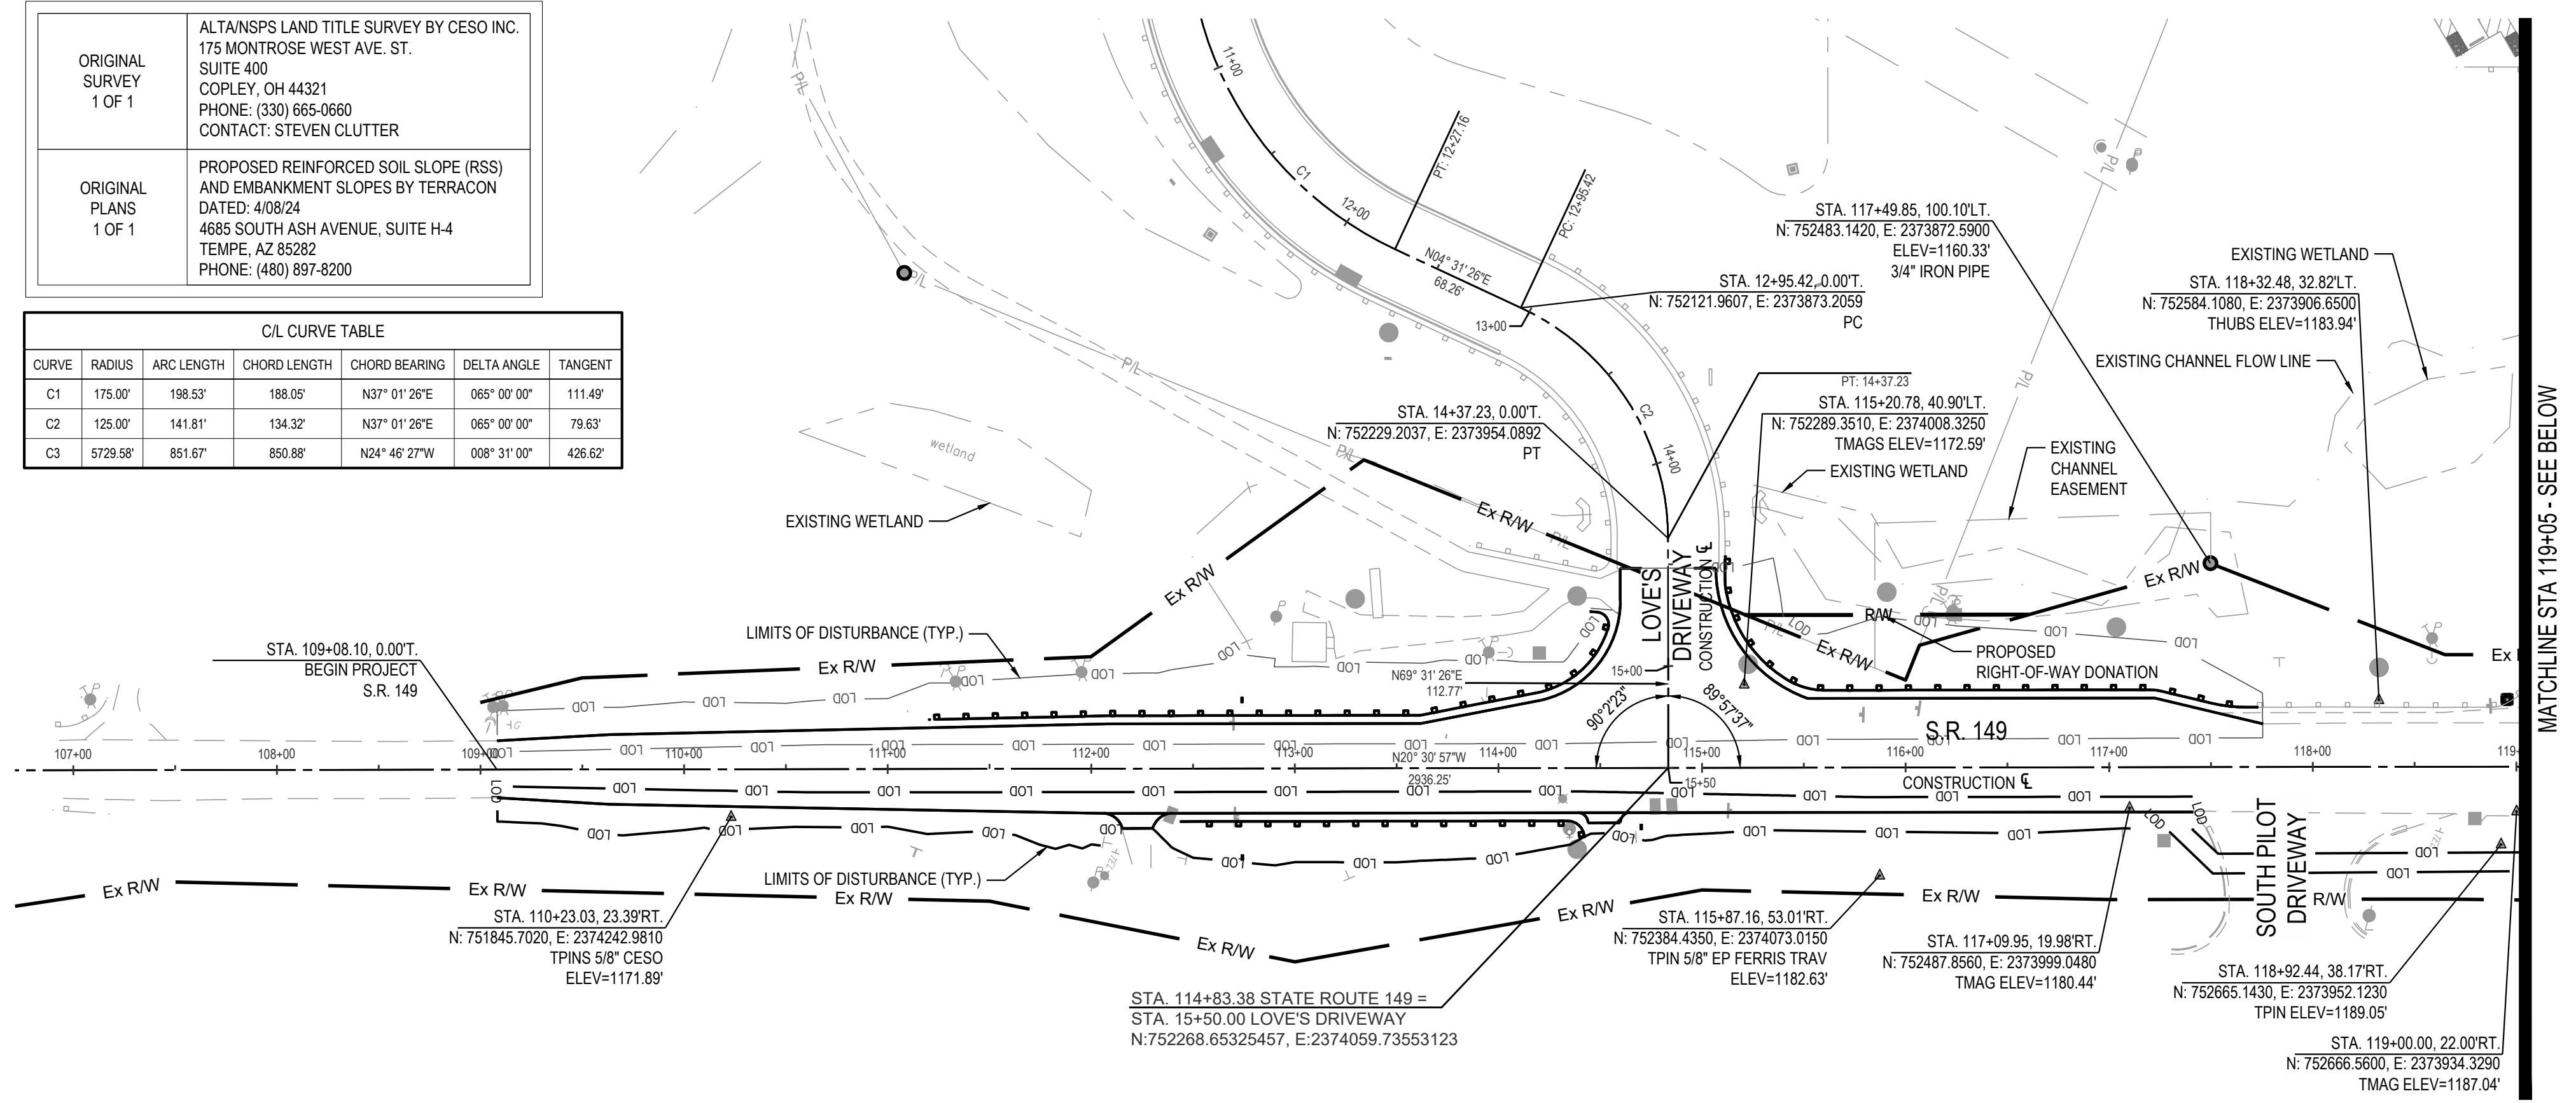 ORIGINAL
SURVEY
1 OF 1
ALTA/NSPS LAND TITLE SURVEY BY CESO INC.
175 MONTROSE WEST AVE. ST.
SUITE 400
COPLEY, OH 44321
PHONE: (330) 665-0660
CONTACT: STEVEN CLUTTER
ORIGINAL
PLANS
1 OF 1
PROPOSED REINFORCED SOIL SLOPE (RSS)
AND EMBANKMENT SLOPES BY TERRACON
DATED: 4/08/24
4685 SOUTH ASH AVENUE, SUITE H-4
TEMPE, AZ 85282
PHONE: (480) 897-8200
C/L CURVE TABLE
CURVE RADIUS ARC LENGTH CHORD LENGTH CHORD BEARING DELTA ANGLE TANGENT
C1 175.00' 198.53' 188.05' N37° 01' 26"E 065° 00' 00" 111.49'
C2 125.00' 141.81' 134.32' N37° 01' 26"E 065° 00' 00" 79.63'
C3 5729.58' 851.67' 850.88' N24° 46' 27"W 008° 31' 00" 426.62'
P/L
P/L
P/L
P/L
P/L
P/L
P/L
P/L
11+00
C1
12+00
PT: 12+27.16
N04° 31' 26"E
68.26'
PC: 12+95.42
13+00
C2
14+00
STA. 12+95.42, 0.00'T.
N: 752121.9607, E: 2373873.2059
PC
STA. 117+49.85, 100.10'LT.
N: 752483.1420, E: 2373872.5900
ELEV=1160.33'
3/4" IRON PIPE
EXISTING WETLAND
STA. 118+32.48, 32.82'LT.
N: 752584.1080, E: 2373906.6500
THUBS ELEV=1183.94'
EXISTING CHANNEL FLOW LINE
PT: 14+37.23
STA. 14+37.23, 0.00'T.
N: 752229.2037, E: 2373954.0892
PT
STA. 115+20.78, 40.90'LT.
N: 752289.3510, E: 2374008.3250
TMAGS ELEV=1172.59'
EXISTING WETLAND
EXISTING
CHANNEL
EASEMENT
wetland
EXISTING WETLAND
MATCHLINE STA 119+05 - SEE BELOW
Ex R/W
Ex R/W
Ex R/W
Ex R/W
Ex R/W
R/W
LOVE'S
DRIVEWAY
CONSTRUCTION ℄
PROPOSED
RIGHT-OF-WAY DONATION
LIMITS OF DISTURBANCE (TYP.)
STA. 109+08.10, 0.00'T.
BEGIN PROJECT
S.R. 149
LOD
LOD
LOD
LOD
LOD
LOD
LOD
LOD
15+00
N69° 31' 26"E
112.77'
90°2'23"
89°57'37"
S.R. 149
107+00
108+00
109+00
110+00
111+00
112+00
113+00
114+00
115+00
116+00
117+00
118+00
N20° 30' 57"W
2936.25'
15+50
CONSTRUCTION ℄
LOD
LOD
LOD
LOD
LOD
LOD
LIMITS OF DISTURBANCE (TYP.)
Ex R/W
Ex R/W
Ex R/W
Ex R/W
Ex R/W
Ex R/W
R/W
SOUTH PILOT
DRIVEWAY
STA. 110+23.03, 23.39'RT.
N: 751845.7020, E: 2374242.9810
TPINS 5/8" CESO
ELEV=1171.89'
STA. 115+87.16, 53.01'RT.
N: 752384.4350, E: 2374073.0150
TPIN 5/8" EP FERRIS TRAV
ELEV=1182.63'
STA. 117+09.95, 19.98'RT.
N: 752487.8560, E: 2373999.0480
TMAG ELEV=1180.44'
STA. 118+92.44, 38.17'RT.
N: 752665.1430, E: 2373952.1230
TPIN ELEV=1189.05'
STA. 114+83.38 STATE ROUTE 149 =
STA. 15+50.00 LOVE'S DRIVEWAY
N:752268.65325457, E:2374059.73553123
STA. 119+00.00, 22.00'RT.
N: 752666.5600, E: 2373934.3290
TMAG ELEV=1187.04'